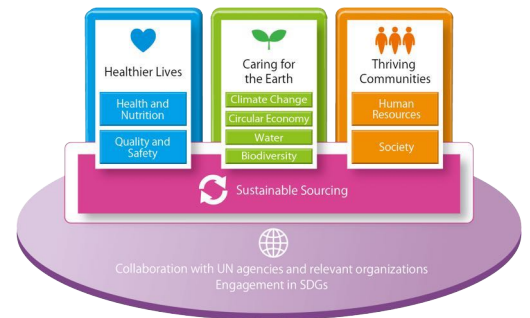 Healthier Lives
Health and
Nutrition
Quality and
Safety
Caring for
the Earth
Climate Change
Circular Economy
Water
Biodiversity
Thriving
Communities
Human
Resources
Society
Sustainable Sourcing
Collaboration with UN agencies and relevant organizations
Engagement in SDGs